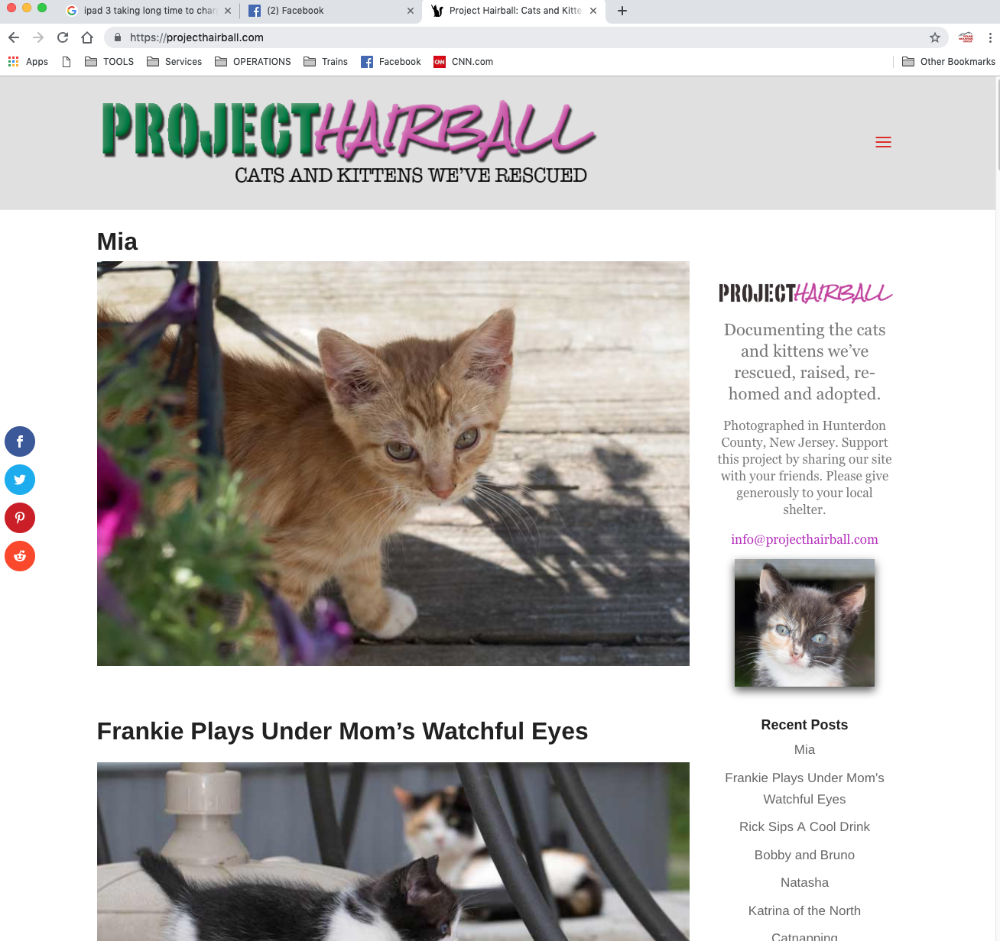 ipad 3 taking long time to char
(2) Facebook
Project Hairball: Cats and Kitte
https://projecthairball.com
Apps
TOOLS
Services
OPERATIONS
Trains
Facebook
CNN
CNN.com
Other Bookmarks
PROJECTHAIRBALL
CATS AND KITTENS WE'VE RESCUED
Mia
Frankie Plays Under Mom’s Watchful Eyes
PROJECTHAIRBALL
Documenting the cats
and kittens we’ve
rescued, raised, re-
homed and adopted.
Photographed in Hunterdon
County, New Jersey. Support
this project by sharing our site
with your friends. Please give
generously to your local
shelter.
info@projecthairball.com
Recent Posts
Mia
Frankie Plays Under Mom’s
Watchful Eyes
Rick Sips A Cool Drink
Bobby and Bruno
Natasha
Katrina of the North
Catnapping